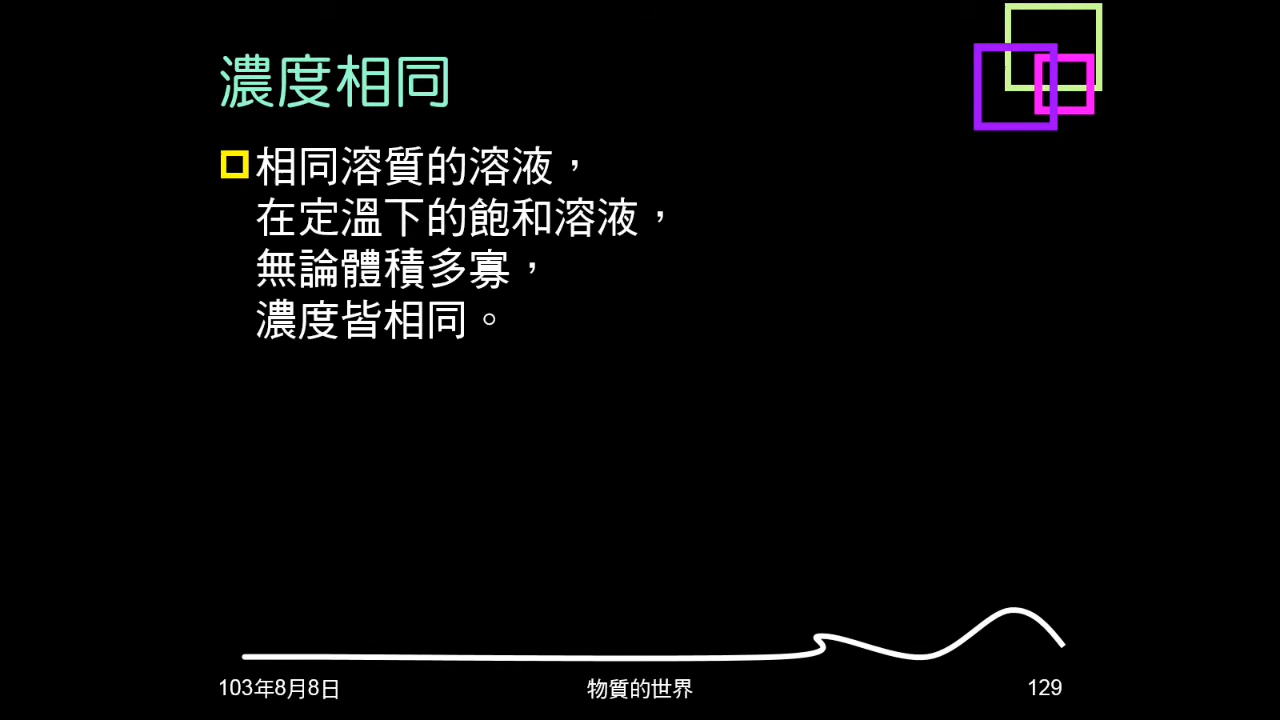 濃度相同
相同溶質的溶液，
在定溫下的飽和溶液，
無論體積多寡，
濃度皆相同。
103年8月8日
物質的世界
129